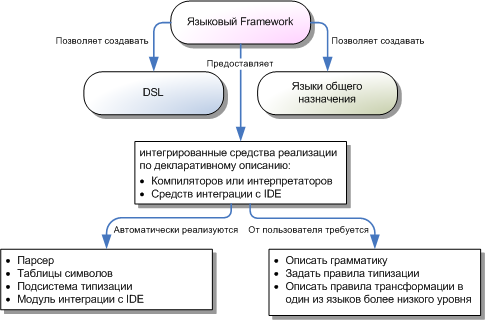 Языковый Framework
Позволяет создавать
Позволяет создавать
Предоставляет
DSL
Языки общего
назначения
интегрированные средства реализации
по декларативному описанию:
• Компиляторов или интерпретаторов
• Средств интеграции с IDE
Автоматически реализуются
От пользователя требуется
• Парсер
• Таблицы символов
• Подсистема типизации
• Модуль интеграции с IDE
• Описать грамматику
• Задать правила типизации
• Описать правила трансформации в
один из языков более низкого уровня